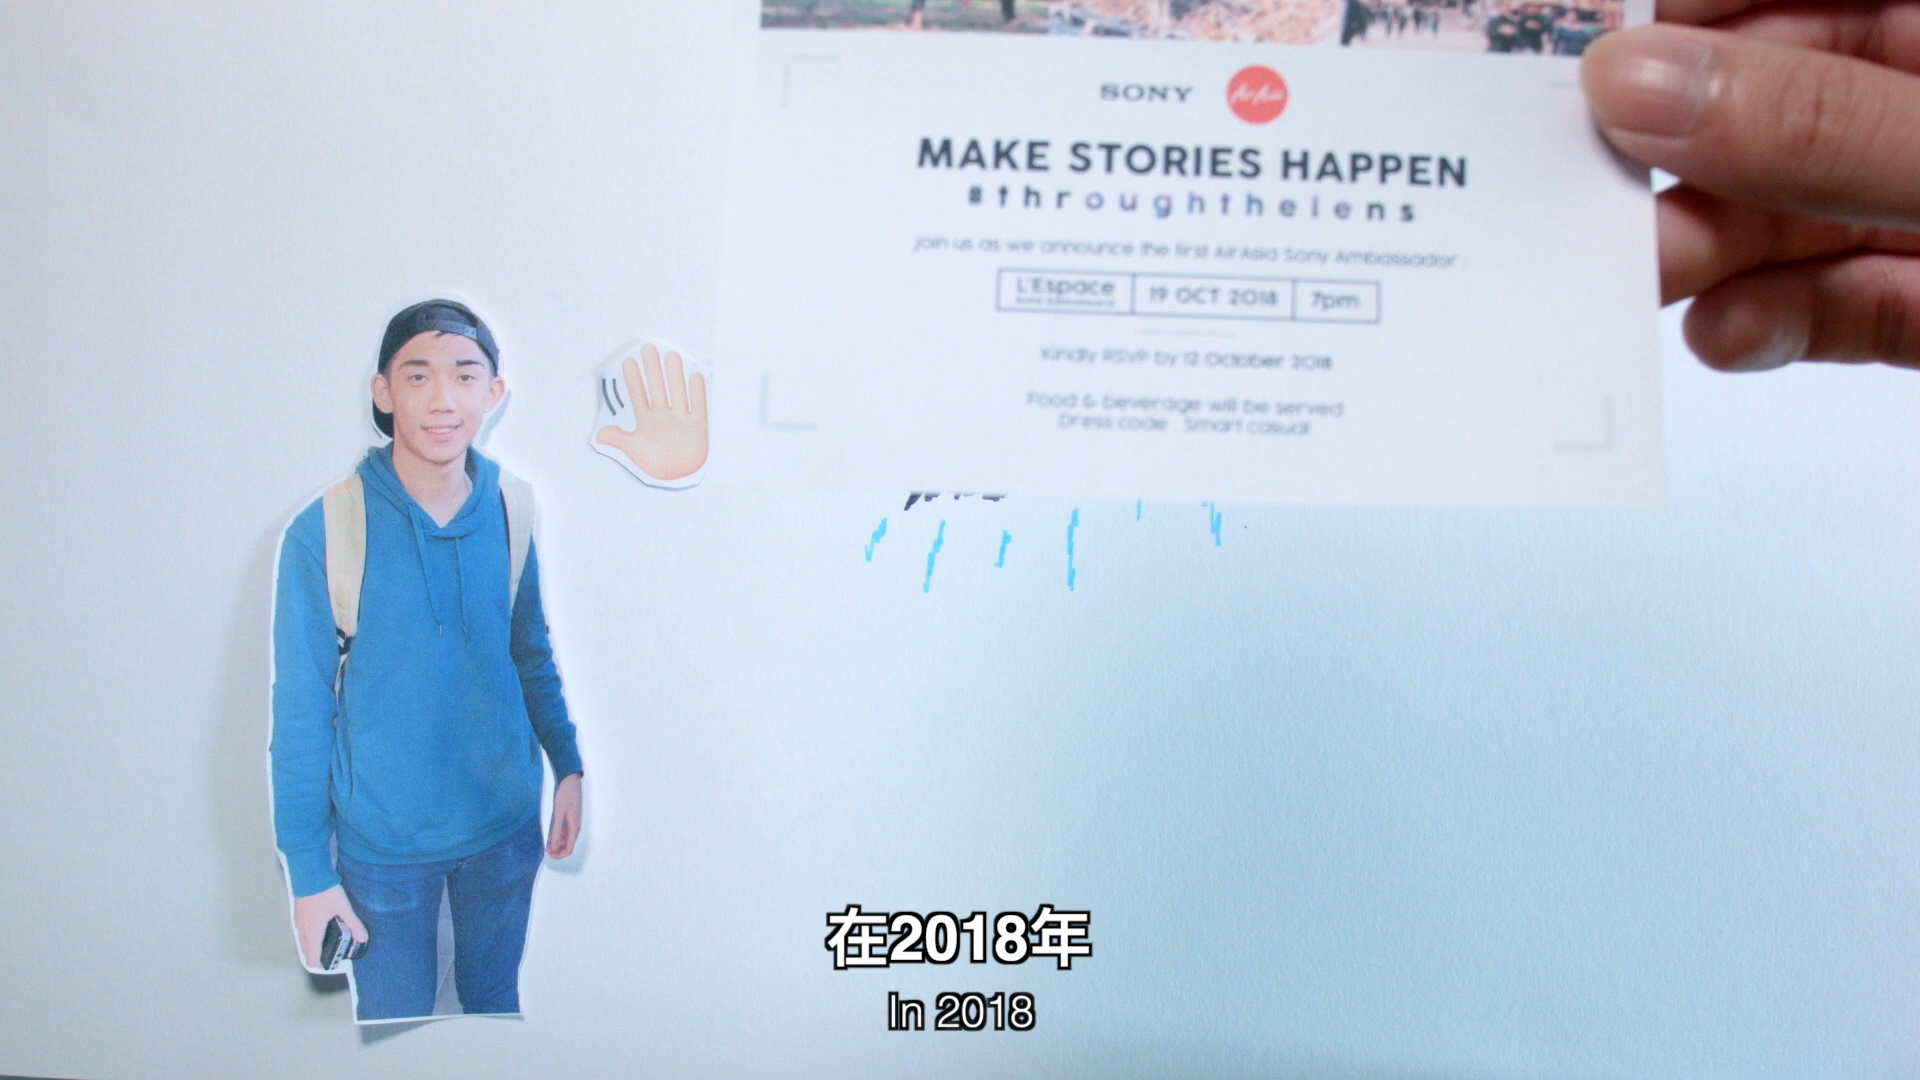 SONY AirAsia
MAKE STORIES HAPPEN
#throughthelens
Join us as we announce the first AirAsia Sony Ambassador
L'Espace 19 OCT 2018 7pm
Kindly RSVP by 12 October 2018
Food & beverage will be served
Dress code : Smart casual
在2018年
In 2018